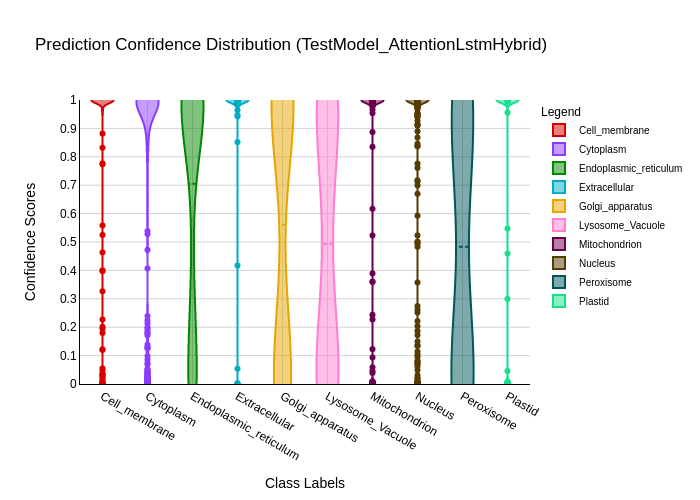 Prediction Confidence Distribution (TestModel_AttentionLstmHybrid)
Legend
Cell_membrane
Cytoplasm
Endoplasmic_reticulum
Extracellular
Golgi_apparatus
Lysosome_Vacuole
Mitochondrion
Nucleus
Peroxisome
Plastid
Confidence Scores
1
0.9
0.8
0.7
0.6
0.5
0.4
0.3
0.2
0.1
0
Cell_membrane
Cytoplasm
Endoplasmic_reticulum
Extracellular
Golgi_apparatus
Lysosome_Vacuole
Mitochondrion
Nucleus
Peroxisome
Plastid
Class Labels